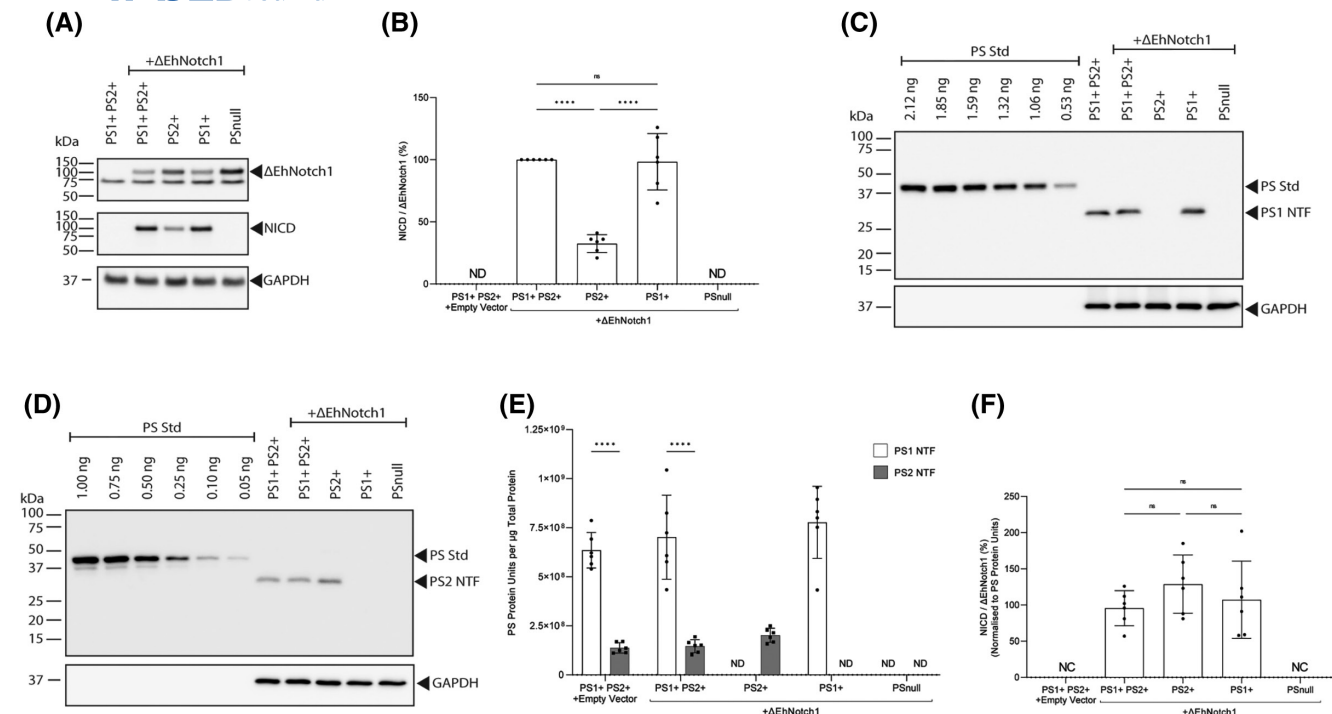 (A)
+ΔEhNotch1
PS1+ PS2+
PS1+ PS2+
PS2+
PS1+
PSnull
kDa
150
100
75
50
ΔEhNotch1
150
100
75
50
NICD
37
GAPDH
(B)
NICD / ΔEhNotch1 (%)
150
100
50
0
ns
****
****
ND
ND
PS1+ PS2+
+Empty Vector
PS1+ PS2+
PS2+
PS1+
PSnull
+ΔEhNotch1
(C)
PS Std
+ΔEhNotch1
2.12 ng
1.85 ng
1.59 ng
1.32 ng
1.06 ng
0.53 ng
PS1+ PS2+
PS1+ PS2+
PS2+
PS1+
PSnull
kDa
100
75
50
37
25
20
15
PS Std
PS1 NTF
37
GAPDH
(D)
PS Std
+ΔEhNotch1
1.00 ng
0.75 ng
0.50 ng
0.25 ng
0.10 ng
0.05 ng
PS1+ PS2+
PS1+ PS2+
PS2+
PS1+
PSnull
kDa
100
75
50
37
25
20
15
PS Std
PS2 NTF
37
GAPDH
(E)
PS Protein Units per µg Total Protein
1.25×10⁹
1×10⁹
7.5×10⁸
5×10⁸
2.5×10⁸
0
****
****
PS1 NTF
PS2 NTF
ND
ND
ND
ND
PS1+ PS2+
+Empty Vector
PS1+ PS2+
PS2+
PS1+
PSnull
+ΔEhNotch1
(F)
NICD / ΔEhNotch1 (%)
(Normalised to PS Protein Units)
250
200
150
100
50
0
ns
ns
ns
NC
NC
PS1+ PS2+
+Empty Vector
PS1+ PS2+
PS2+
PS1+
PSnull
+ΔEhNotch1